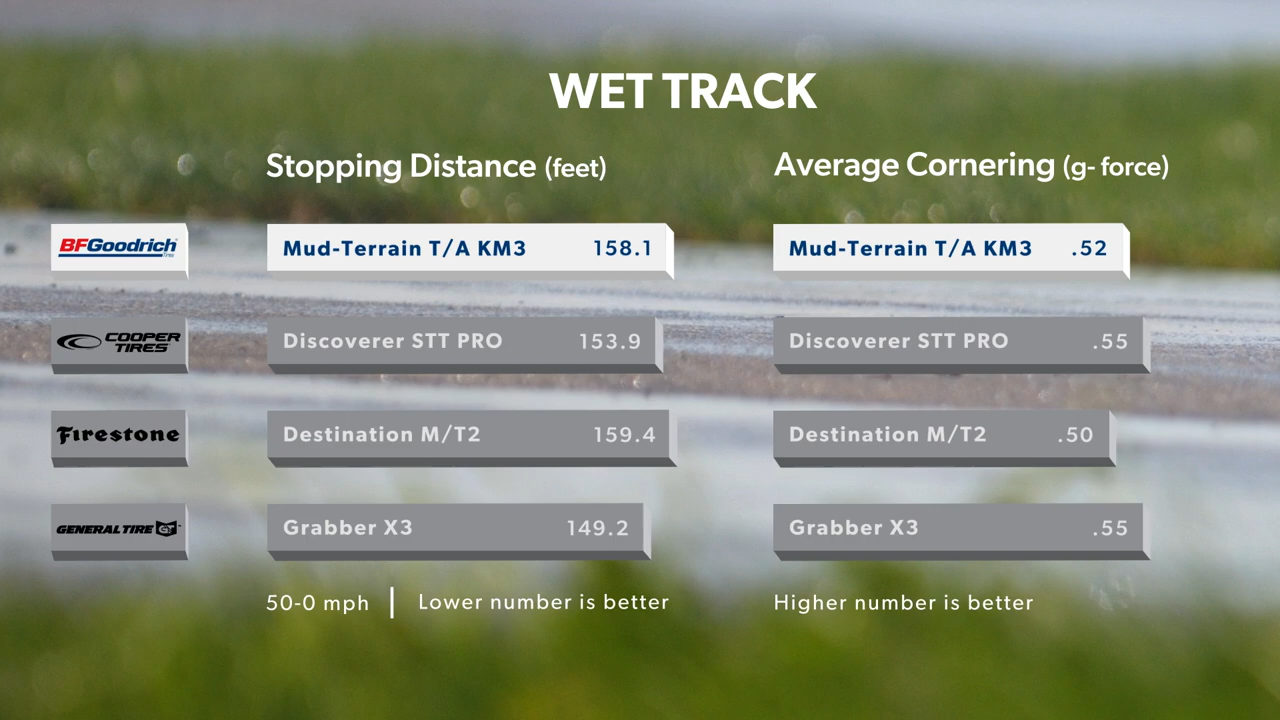 WET TRACK
Stopping Distance (feet)
Average Cornering (g- force)
BFGoodrich Tires
Mud-Terrain T/A KM3 158.1
Mud-Terrain T/A KM3 .52
COOPER
TIRES
Discoverer STT PRO 153.9
Discoverer STT PRO .55
Firestone
Destination M/T2 159.4
Destination M/T2 .50
GENERAL TIRE GT
Grabber X3 149.2
Grabber X3 .55
50-0 mph | Lower number is better
Higher number is better